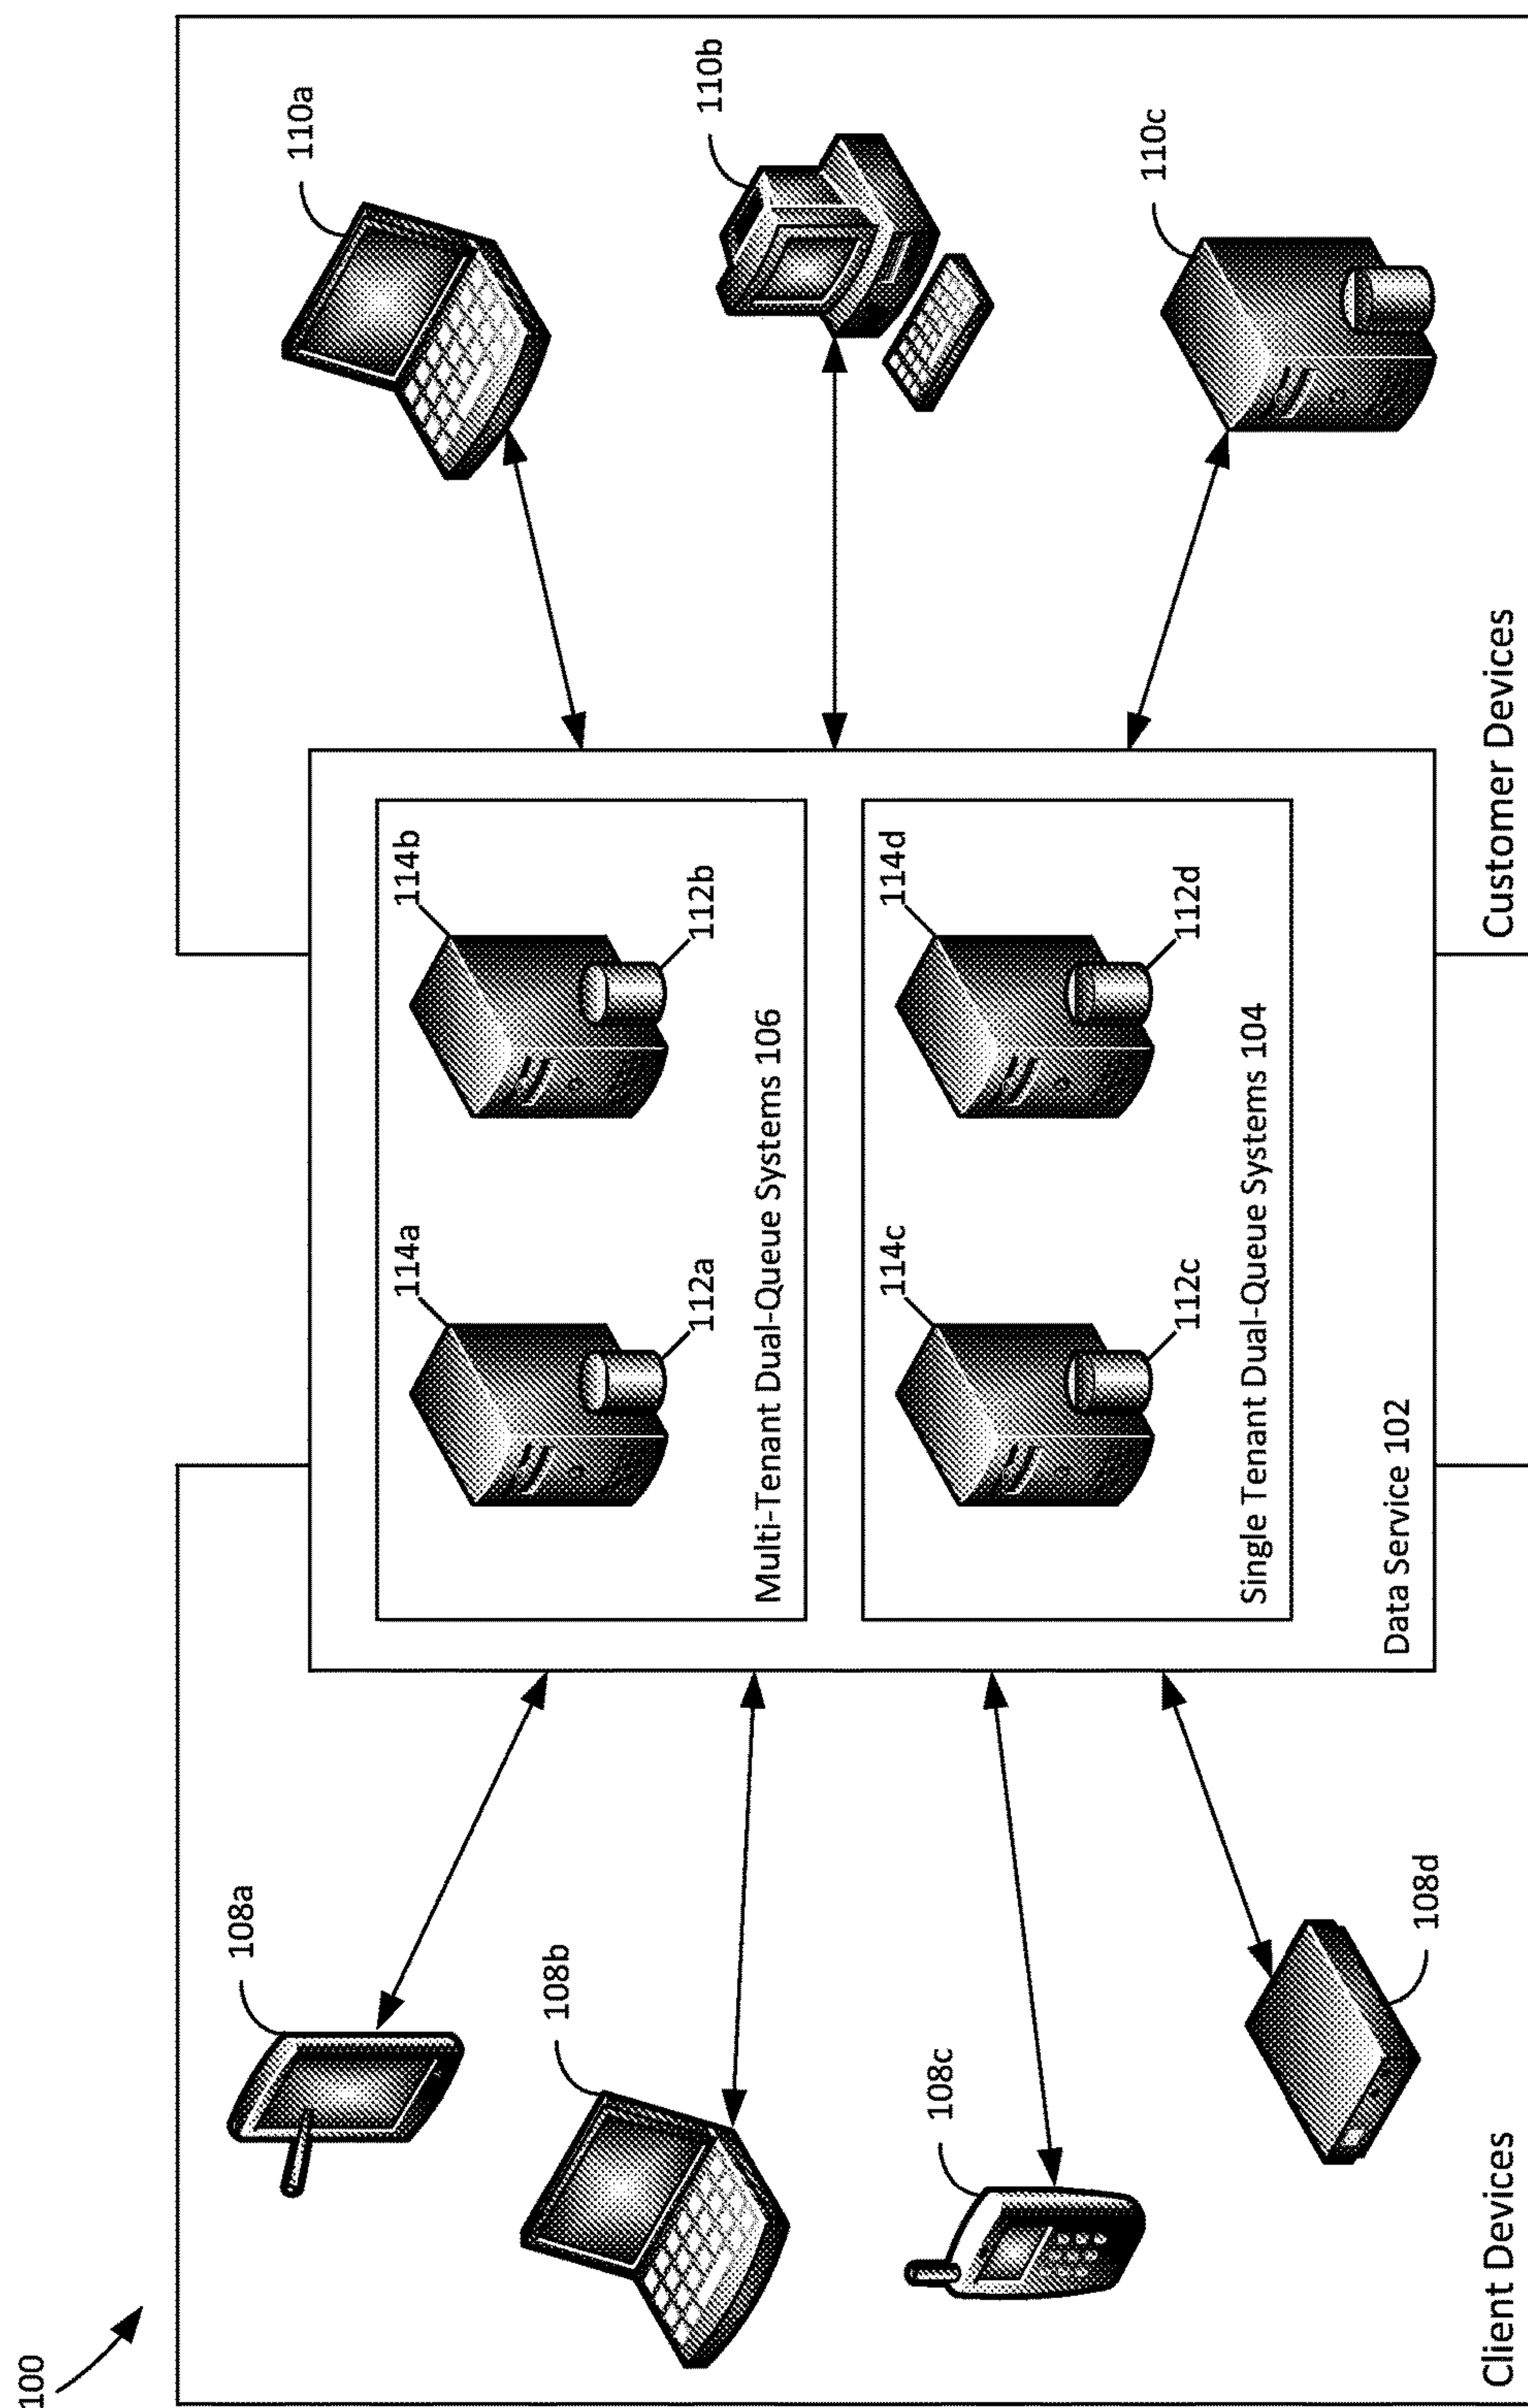 100
108a
108b
108c
108d
Client Devices
114a
112a
114b
112b
Multi-Tenant Dual-Queue Systems 106
114c
112c
114d
112d
Single Tenant Dual-Queue Systems 104
Data Service 102
110a
110b
110c
Customer Devices